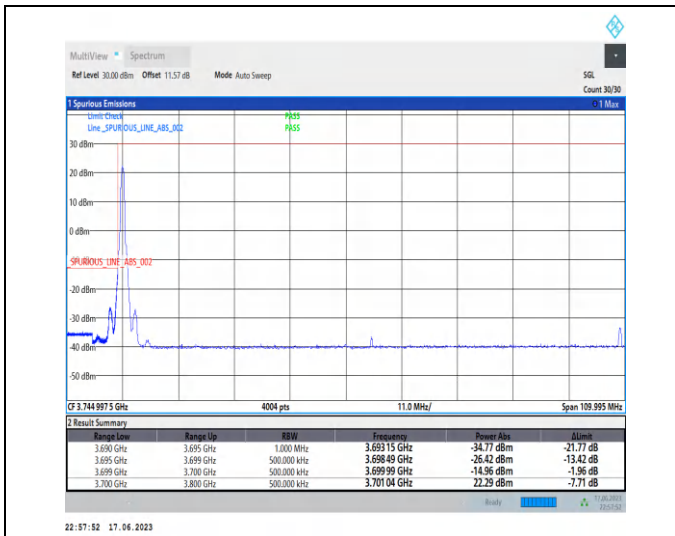 MultiView Spectrum
Ref Level 30.00 dBm Offset 11.57 dB Mode Auto Sweep SGL
Count 30/30
1 Spurious Emissions 1 Max
Limit Check PASS
Line _SPURIOUS_LINE_ABS_002 PASS
30 dBm
20 dBm
10 dBm
0 dBm
_SPURIOUS_LINE_ABS_002
-20 dBm
-30 dBm
-40 dBm
-50 dBm
CF 3.744 997 5 GHz 4004 pts 11.0 MHz/ Span 109.995 MHz
2 Result Summary
Range Low Range Up RBW Frequency Power Abs ΔLimit
3.690 GHz 3.695 GHz 1.000 MHz 3.693 15 GHz -34.77 dBm -21.77 dB
3.695 GHz 3.699 GHz 500.000 kHz 3.698 49 GHz -26.42 dBm -13.42 dB
3.699 GHz 3.700 GHz 500.000 kHz 3.699 99 GHz -14.96 dBm -1.96 dB
3.700 GHz 3.800 GHz 500.000 kHz 3.701 04 GHz 22.29 dBm -7.71 dB
Ready 17.06.2023
22:57:52
22:57:52 17.06.2023